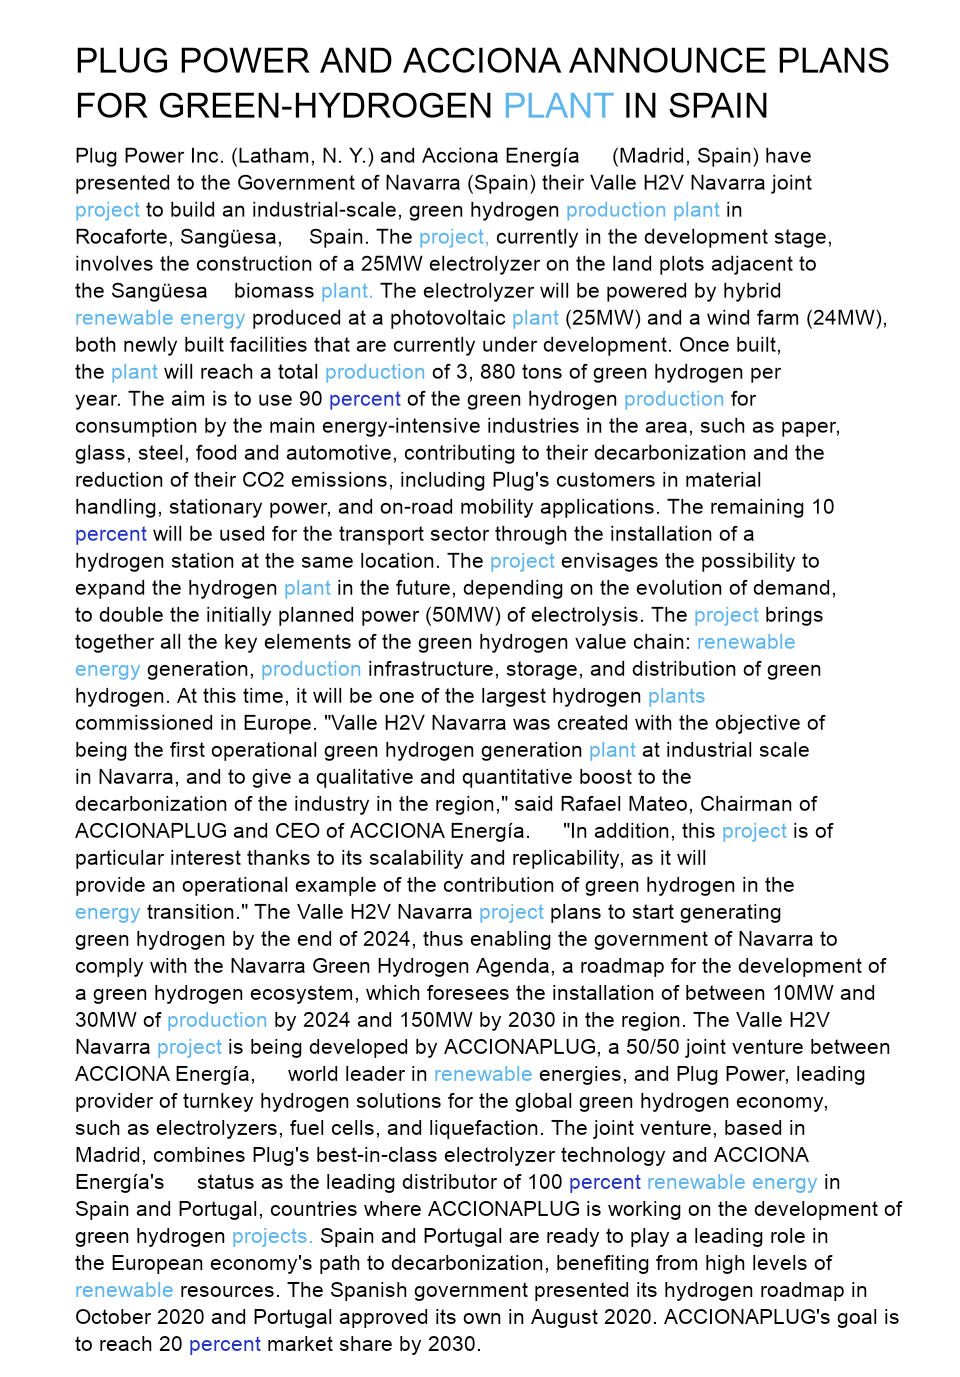 PLUG POWER AND ACCIONA ANNOUNCE PLANS
FOR GREEN-HYDROGEN PLANT IN SPAIN
Plug Power Inc. (Latham, N. Y.) and Acciona Energía (Madrid, Spain) have
presented to the Government of Navarra (Spain) their Valle H2V Navarra joint
project to build an industrial-scale, green hydrogen production plant in
Rocaforte, Sangüesa, Spain. The project, currently in the development stage,
involves the construction of a 25MW electrolyzer on the land plots adjacent to
the Sangüesa biomass plant. The electrolyzer will be powered by hybrid
renewable energy produced at a photovoltaic plant (25MW) and a wind farm (24MW),
both newly built facilities that are currently under development. Once built,
the plant will reach a total production of 3, 880 tons of green hydrogen per
year. The aim is to use 90 percent of the green hydrogen production for
consumption by the main energy-intensive industries in the area, such as paper,
glass, steel, food and automotive, contributing to their decarbonization and the
reduction of their CO2 emissions, including Plug's customers in material
handling, stationary power, and on-road mobility applications. The remaining 10
percent will be used for the transport sector through the installation of a
hydrogen station at the same location. The project envisages the possibility to
expand the hydrogen plant in the future, depending on the evolution of demand,
to double the initially planned power (50MW) of electrolysis. The project brings
together all the key elements of the green hydrogen value chain: renewable
energy generation, production infrastructure, storage, and distribution of green
hydrogen. At this time, it will be one of the largest hydrogen plants
commissioned in Europe. "Valle H2V Navarra was created with the objective of
being the first operational green hydrogen generation plant at industrial scale
in Navarra, and to give a qualitative and quantitative boost to the
decarbonization of the industry in the region," said Rafael Mateo, Chairman of
ACCIONAPLUG and CEO of ACCIONA Energía. "In addition, this project is of
particular interest thanks to its scalability and replicability, as it will
provide an operational example of the contribution of green hydrogen in the
energy transition." The Valle H2V Navarra project plans to start generating
green hydrogen by the end of 2024, thus enabling the government of Navarra to
comply with the Navarra Green Hydrogen Agenda, a roadmap for the development of
a green hydrogen ecosystem, which foresees the installation of between 10MW and
30MW of production by 2024 and 150MW by 2030 in the region. The Valle H2V
Navarra project is being developed by ACCIONAPLUG, a 50/50 joint venture between
ACCIONA Energía, world leader in renewable energies, and Plug Power, leading
provider of turnkey hydrogen solutions for the global green hydrogen economy,
such as electrolyzers, fuel cells, and liquefaction. The joint venture, based in
Madrid, combines Plug's best-in-class electrolyzer technology and ACCIONA
Energía's status as the leading distributor of 100 percent renewable energy in
Spain and Portugal, countries where ACCIONAPLUG is working on the development of
green hydrogen projects. Spain and Portugal are ready to play a leading role in
the European economy's path to decarbonization, benefiting from high levels of
renewable resources. The Spanish government presented its hydrogen roadmap in
October 2020 and Portugal approved its own in August 2020. ACCIONAPLUG's goal is
to reach 20 percent market share by 2030.